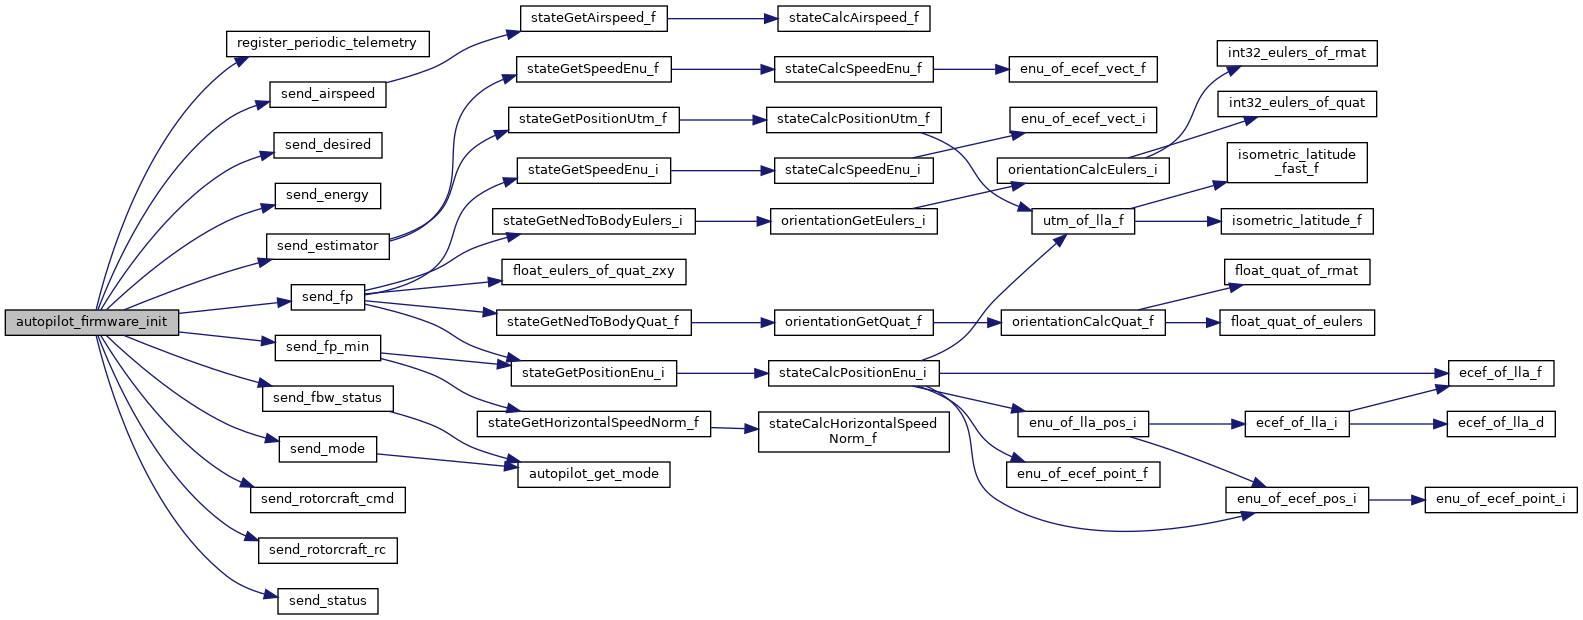 autopilot_firmware_init
register_periodic_telemetry
send_airspeed
send_desired
send_energy
send_estimator
send_fp
send_fp_min
send_fbw_status
send_mode
send_rotorcraft_cmd
send_rotorcraft_rc
send_status
stateGetAirspeed_f
stateGetSpeedEnu_f
stateGetPositionUtm_f
stateGetSpeedEnu_i
stateGetNedToBodyEulers_i
float_eulers_of_quat_zxy
stateGetNedToBodyQuat_f
stateGetPositionEnu_i
stateGetHorizontalSpeedNorm_f
autopilot_get_mode
stateCalcAirspeed_f
stateCalcSpeedEnu_f
stateCalcPositionUtm_f
stateCalcSpeedEnu_i
orientationGetEulers_i
orientationGetQuat_f
stateCalcPositionEnu_i
stateCalcHorizontalSpeed
Norm_f
enu_of_ecef_vect_f
enu_of_ecef_vect_i
orientationCalcEulers_i
utm_of_lla_f
orientationCalcQuat_f
enu_of_lla_pos_i
enu_of_ecef_point_f
int32_eulers_of_rmat
int32_eulers_of_quat
isometric_latitude
_fast_f
isometric_latitude_f
float_quat_of_rmat
float_quat_of_eulers
ecef_of_lla_i
enu_of_ecef_pos_i
ecef_of_lla_f
ecef_of_lla_d
enu_of_ecef_point_i